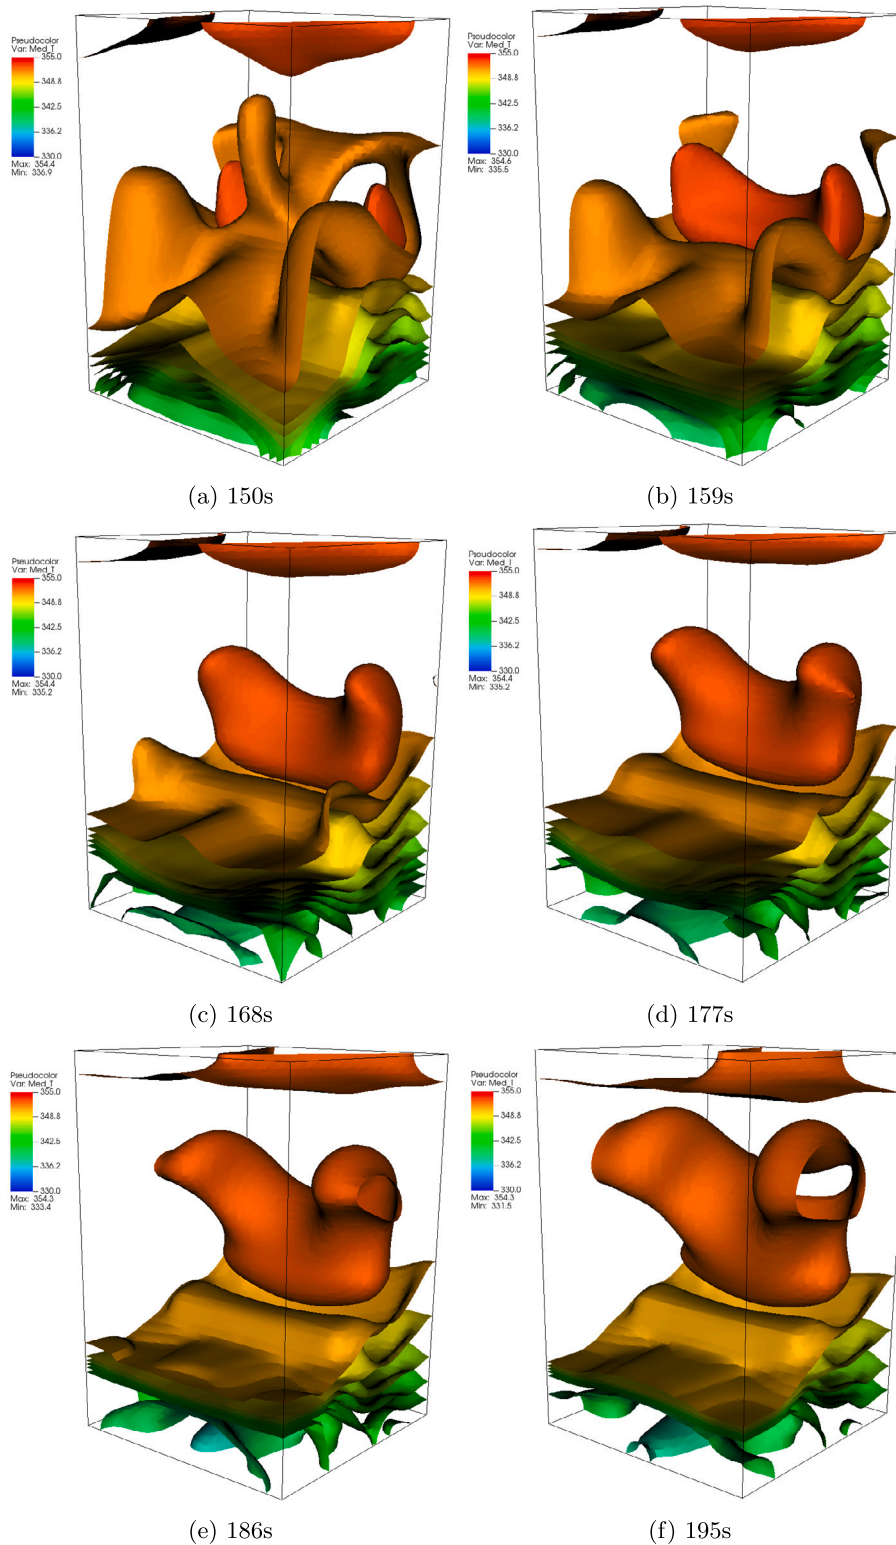 Pseudocolor
Var: Med_T
355.0
348.8
342.5
336.2
330.0
Max: 354.4
Min: 336.9
(a) 150s
Pseudocolor
Var: Med_T
355.0
348.8
342.5
336.2
330.0
Max: 354.6
Min: 335.5
(b) 159s
Pseudocolor
Var: Med_T
355.0
348.8
342.5
336.2
330.0
Max: 354.4
Min: 335.2
(c) 168s
Pseudocolor
Var: Med_T
355.0
348.8
342.5
336.2
330.0
Max: 354.4
Min: 335.2
(d) 177s
Pseudocolor
Var: Med_T
355.0
348.8
342.5
336.2
330.0
Max: 354.3
Min: 333.4
(e) 186s
Pseudocolor
Var: Med_T
355.0
348.8
342.5
336.2
330.0
Max: 354.3
Min: 331.5
(f) 195s